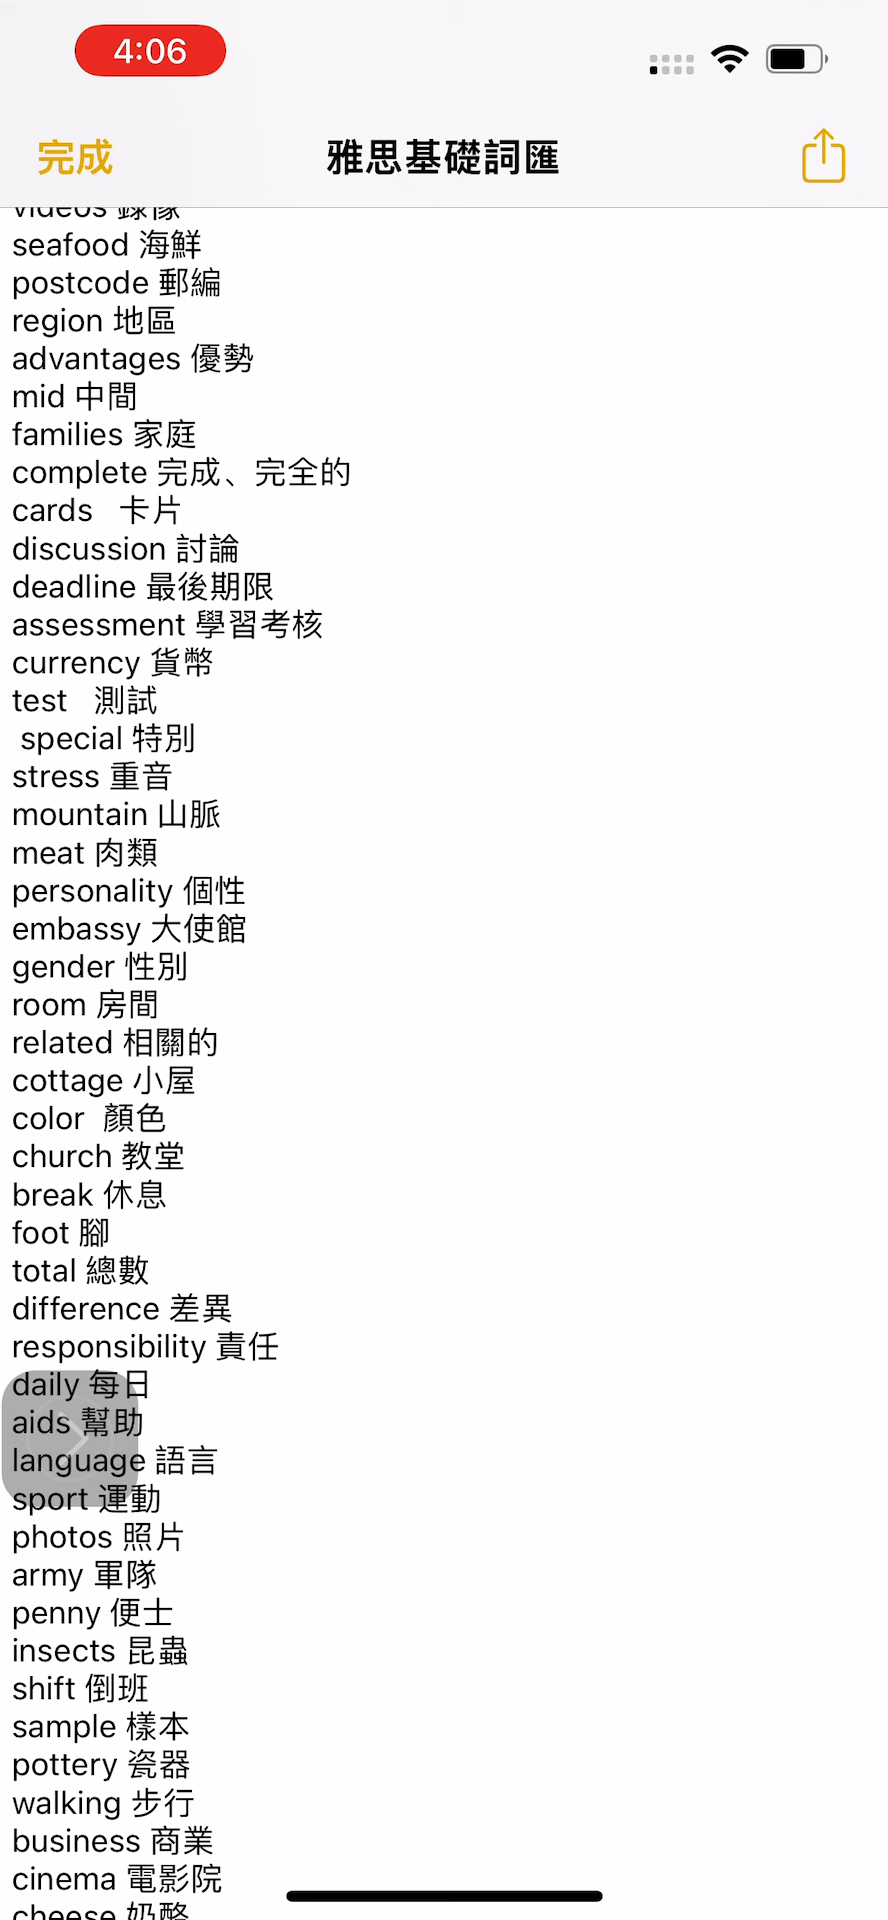 4:06
完成
雅思基礎詞匯
videos 錄像
seafood 海鮮
postcode 郵編
region 地區
advantages 優勢
mid 中間
families 家庭
complete 完成、完全的
cards 卡片
discussion 討論
deadline 最後期限
assessment 學習考核
currency 貨幣
test 測試
special 特別
stress 重音
mountain 山脈
meat 肉類
personality 個性
embassy 大使館
gender 性別
room 房間
related 相關的
cottage 小屋
color 顏色
church 教堂
break 休息
foot 腳
total 總數
difference 差異
responsibility 責任
daily 每日
aids 幫助
language 語言
sport 運動
photos 照片
army 軍隊
penny 便士
insects 昆蟲
shift 倒班
sample 樣本
pottery 瓷器
walking 步行
business 商業
cinema 電影院
cheese 奶酪